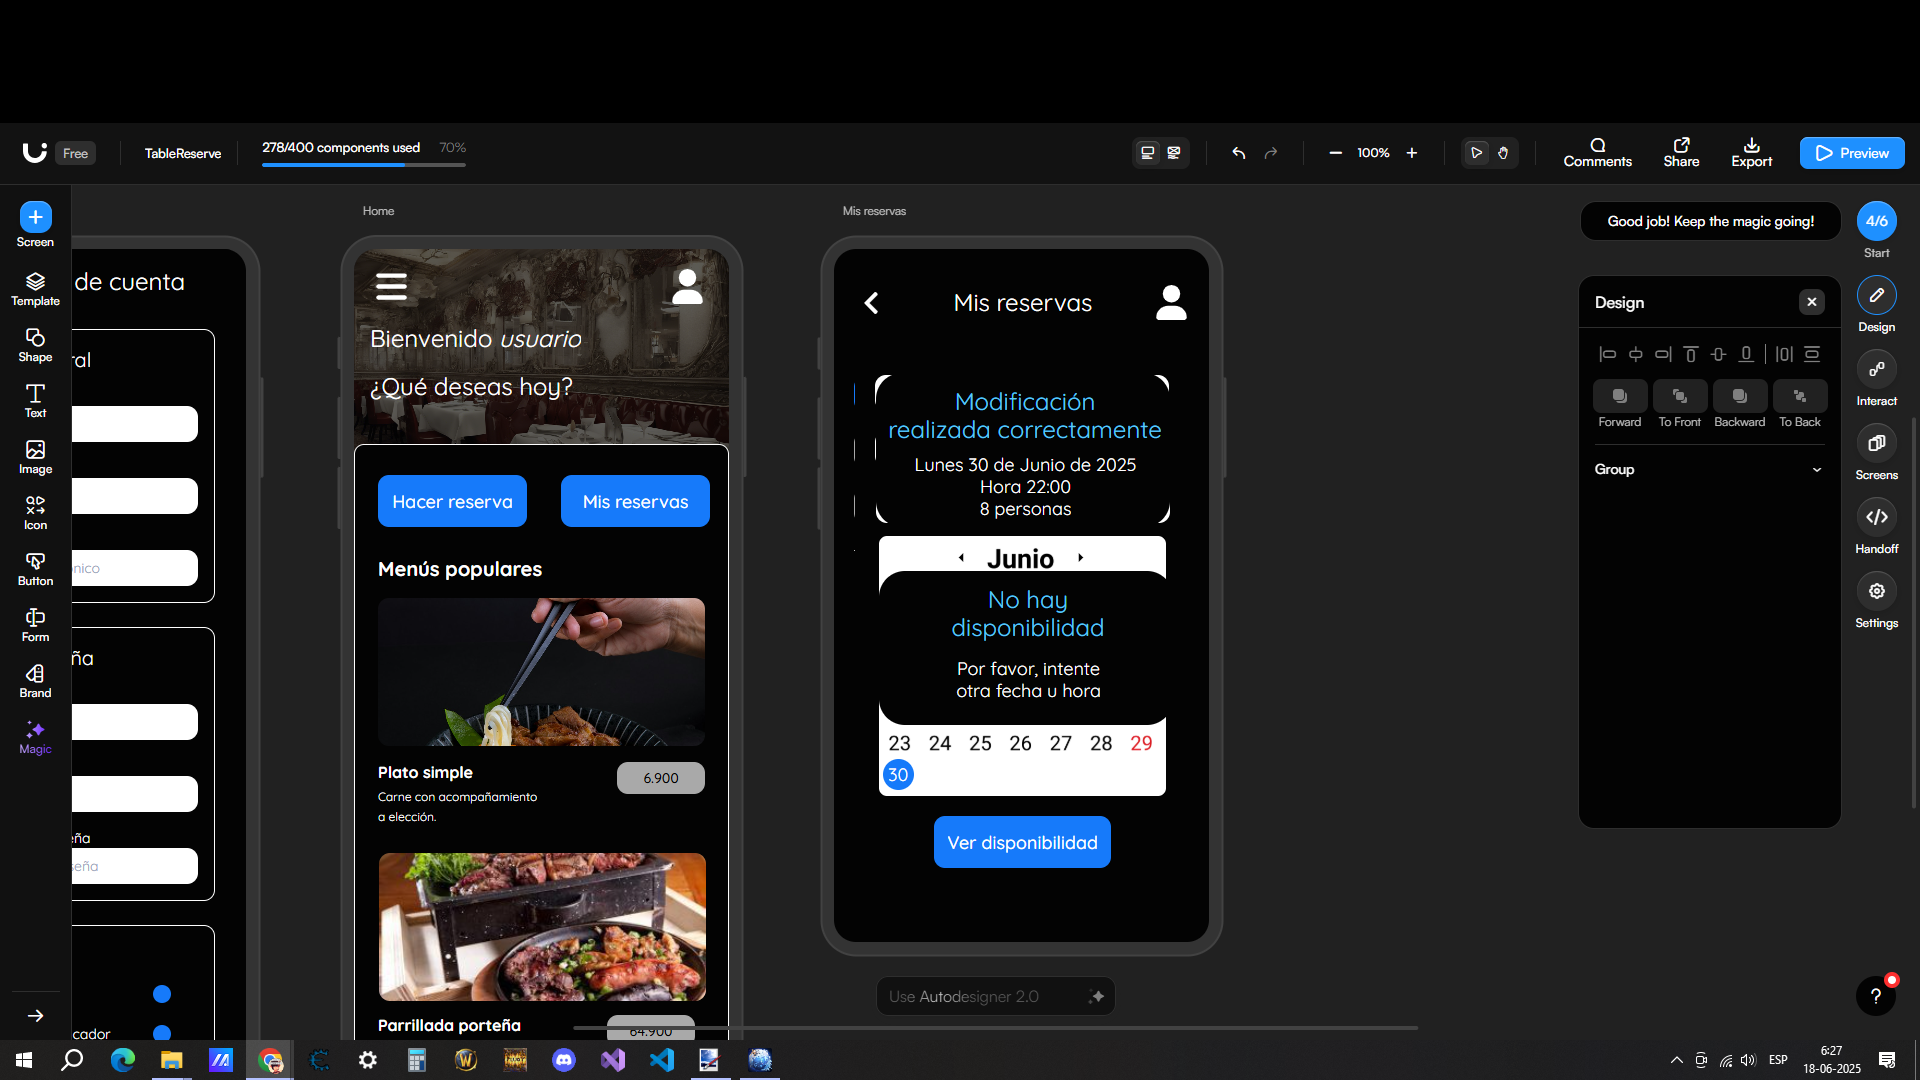 Free
TableReserve
278/400 components used
70%
100%
Comments
Share
Export
Preview
Screen
Template
Shape
Text
Image
Icon
Button
Form
Brand
Magic
de cuenta
ral
ónico
ña
eña
seña
cador
Home
Bienvenido usuario
¿Qué deseas hoy?
Hacer reserva
Mis reservas
Menús populares
Plato simple
6.900
Carne con acompañamiento
a elección.
Parrillada porteña
64.900
Mis reservas
Mis reservas
Modificación
realizada correctamente
Lunes 30 de Junio de 2025
Hora 22:00
8 personas
Junio
No hay
disponibilidad
Por favor, intente
otra fecha u hora
23 24 25 26 27 28 29
30
Ver disponibilidad
Use Autodesigner 2.0
Good job! Keep the magic going!
4/6
Start
Design
Interact
Screens
Handoff
Settings
Design
Forward
To Front
Backward
To Back
Group
?
ESP
6:27
18-06-2025